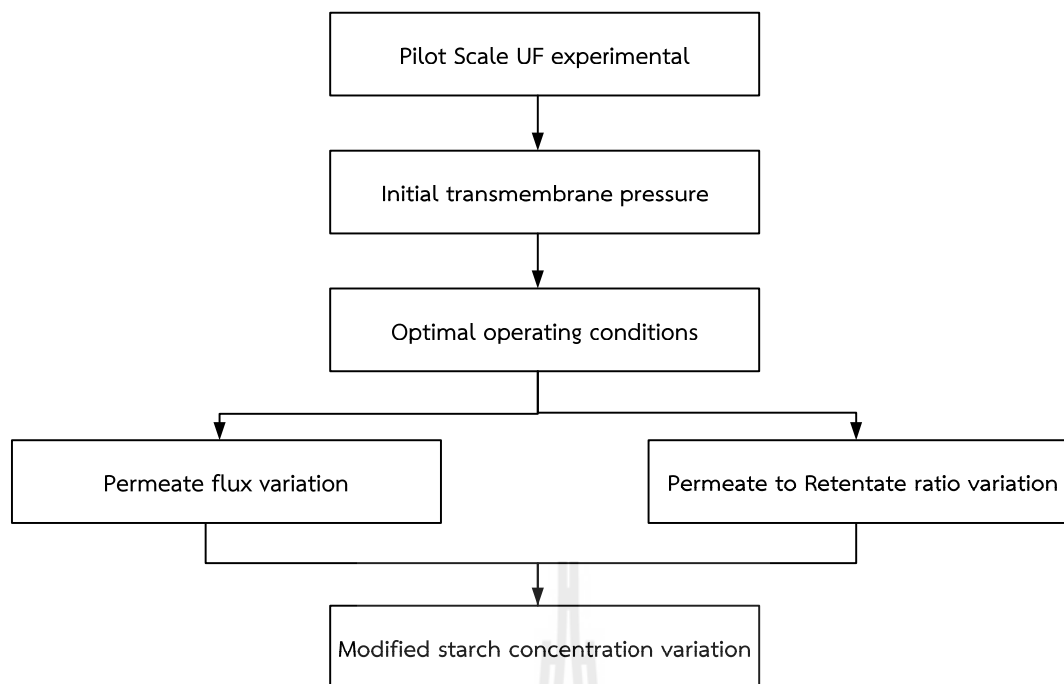 Pilot Scale UF experimental
Initial transmembrane pressure
Optimal operating conditions
Permeate flux variation
Permeate to Retentate ratio variation
Modified starch concentration variation